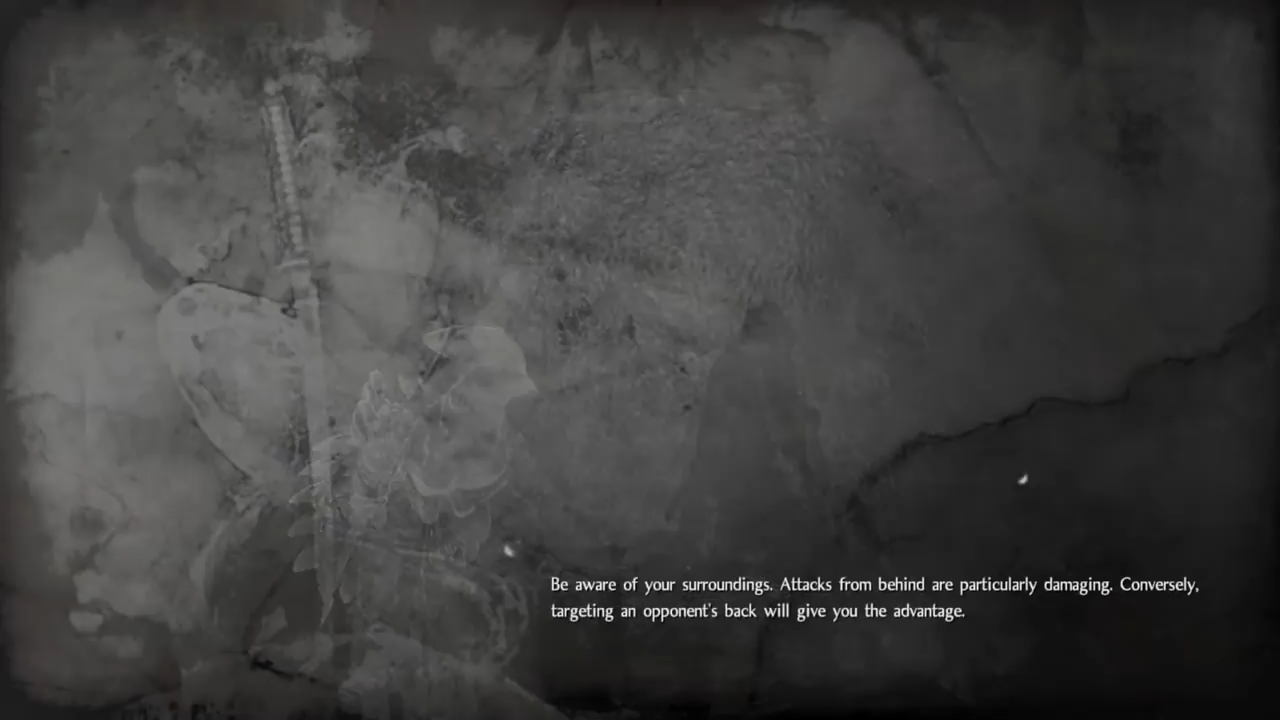 Be aware of your surroundings. Attacks from behind are particularly damaging. Conversely,
targeting an opponent's back will give you the advantage.